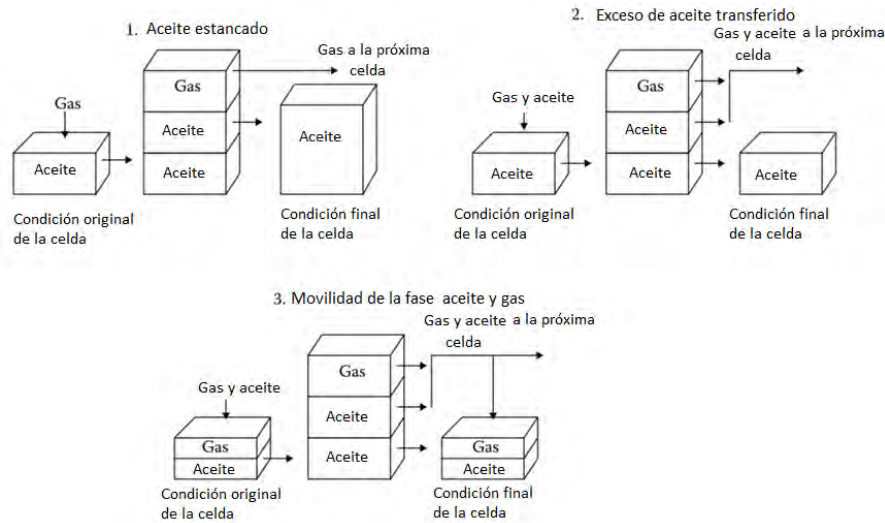 1. Aceite estancado
Gas a la próxima
celda
Gas
Gas
Aceite
Aceite
Aceite
Aceite
Condición original
de la celda
Condición final
de la celda
2. Exceso de aceite transferido
Gas y aceite a la próxima
celda
Gas y aceite
Gas
Aceite
Aceite
Aceite
Aceite
Condición original
de la celda
Condición final
de la celda
3. Movilidad de la fase aceite y gas
Gas y aceite a la próxima
celda
Gas y aceite
Gas
Aceite
Aceite
Gas
Aceite
Gas
Aceite
Condición original
de la celda
Condición final
de la celda